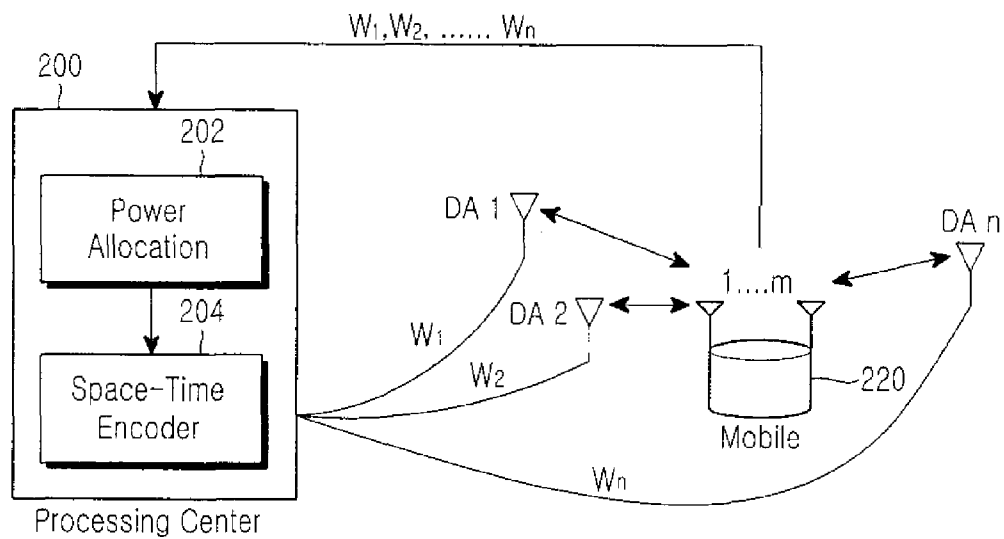 W1,W2, ...... Wn
200
202
Power
Allocation
204
Space-Time
Encoder
Processing Center
DA 1
DA 2
DA n
1....m
W1
W2
Wn
220
Mobile